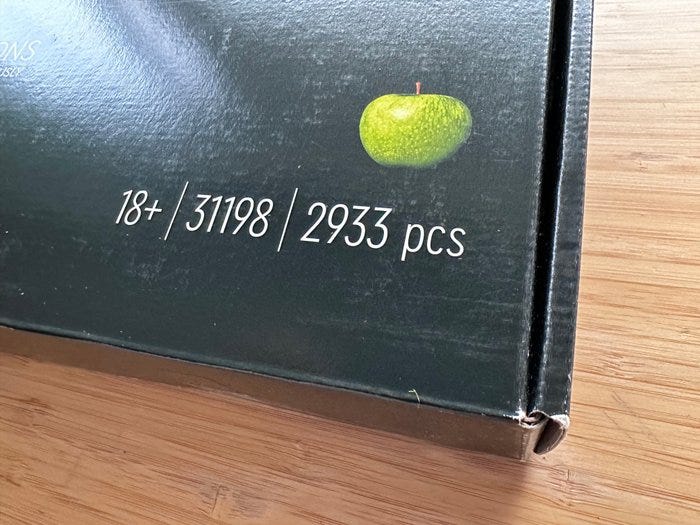 18+ | 31198 | 2933 pcs